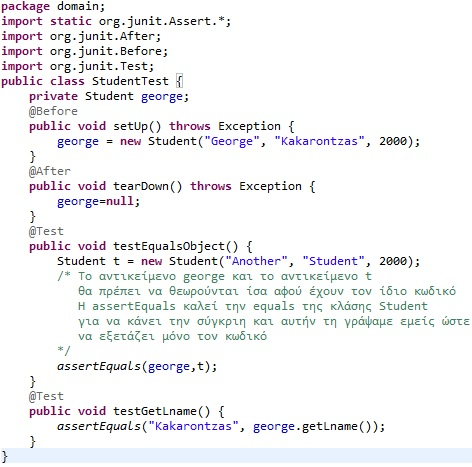 package domain;
import static org.junit.Assert.*;
import org.junit.After;
import org.junit.Before;
import org.junit.Test;
public class StudentTest {
    private Student george;
    @Before
    public void setUp() throws Exception {
        george = new Student("George", "Kakarontzas", 2000);
    }
    @After
    public void tearDown() throws Exception {
        george=null;
    }
    @Test
    public void testEqualsObject() {
        Student t = new Student("Another", "Student", 2000);
        /* Το αντικείμενο george και το αντικείμενο t
           θα πρέπει να θεωρούνται ίσα αφού έχουν τον ίδιο κωδικό
           Η assertEquals καλεί την equals της κλάσης Student
           για να κάνει την σύγκριη και αυτήν τη γράψαμε εμείς ώστε
           να εξετάζει μόνο τον κωδικό
        */
        assertEquals(george,t);
    }
    @Test
    public void testGetLname() {
        assertEquals("Kakarontzas", george.getLname());
    }
}